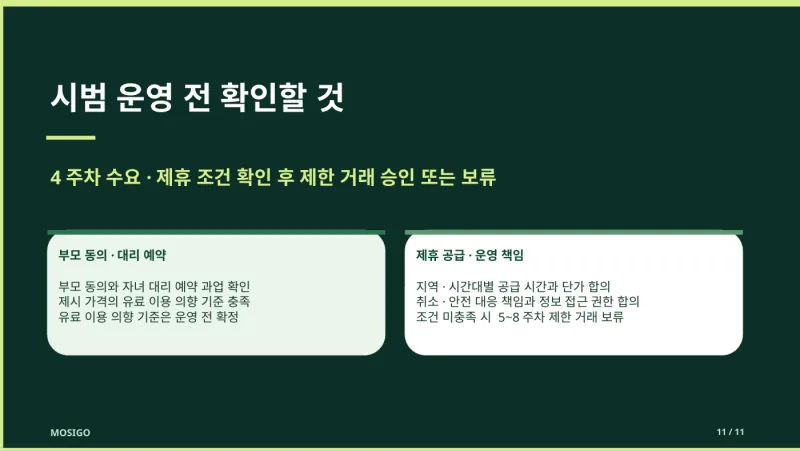 시범 운영 전 확인할 것
4 주차 수요 · 제휴 조건 확인 후 제한 거래 승인 또는 보류
부모 동의 · 대리 예약
부모 동의와 자녀 대리 예약 과업 확인
제시 가격의 유료 이용 의향 기준 충족
유료 이용 의향 기준은 운영 전 확정
제휴 공급 · 운영 책임
지역 · 시간대별 공급 시간과 단가 합의
취소 · 안전 대응 책임과 정보 접근 권한 합의
조건 미충족 시 5~8 주차 제한 거래 보류
MOSIGO
11 / 11